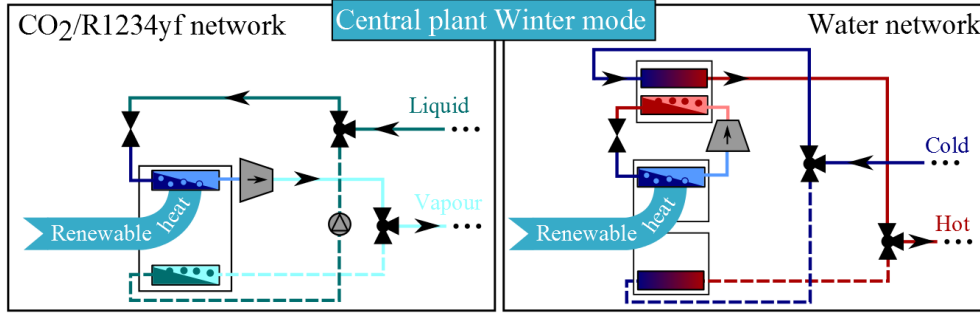 Central plant Winter mode
CO2/R1234yf network
Liquid
Vapour
Renewable heat
Water network
Cold
Hot
Renewable heat